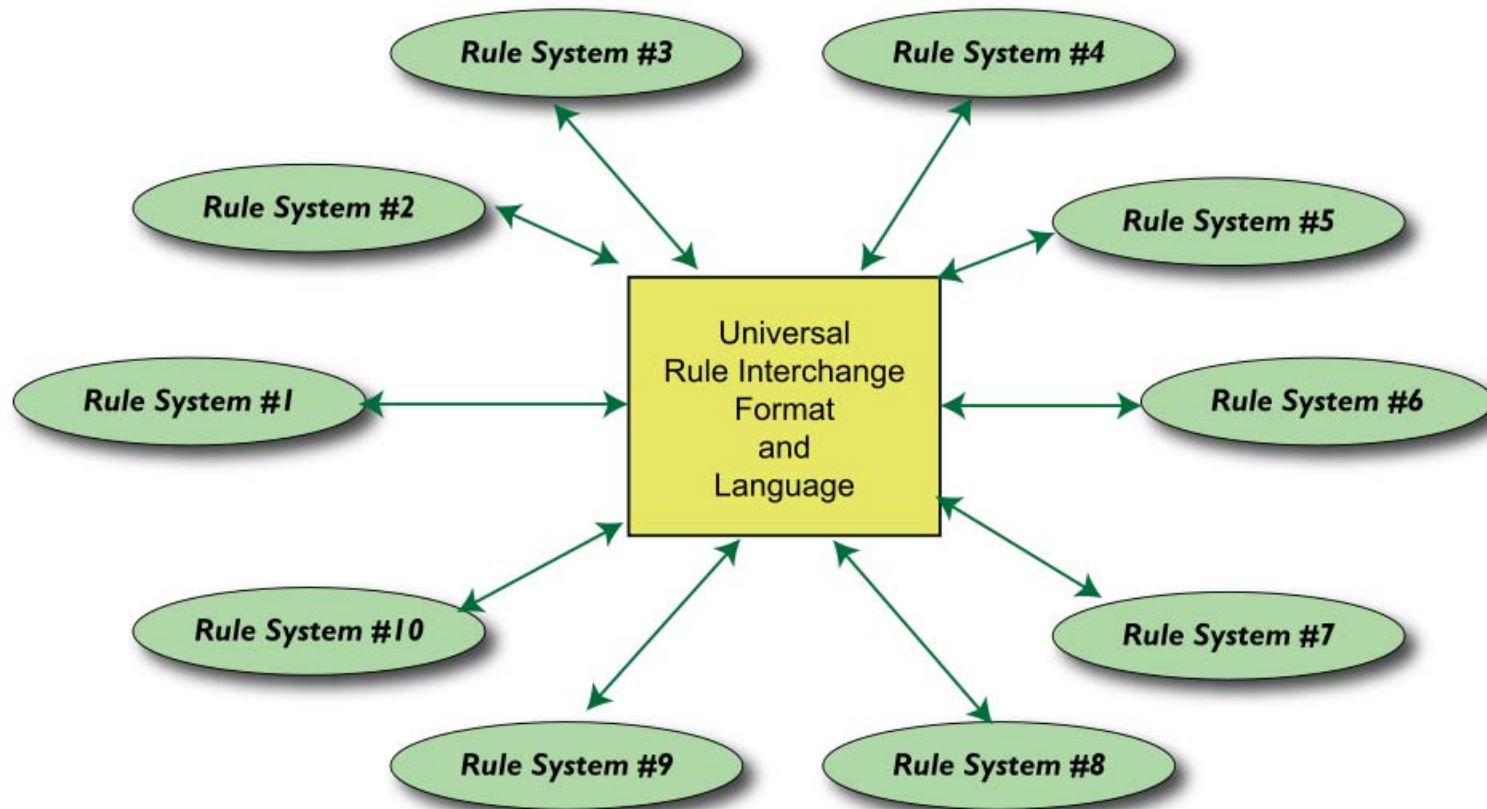 Rule System #3
Rule System #4
Rule System #2
Rule System #5
Universal
Rule Interchange
Format
and
Language
Rule System #1
Rule System #6
Rule System #10
Rule System #7
Rule System #9
Rule System #8